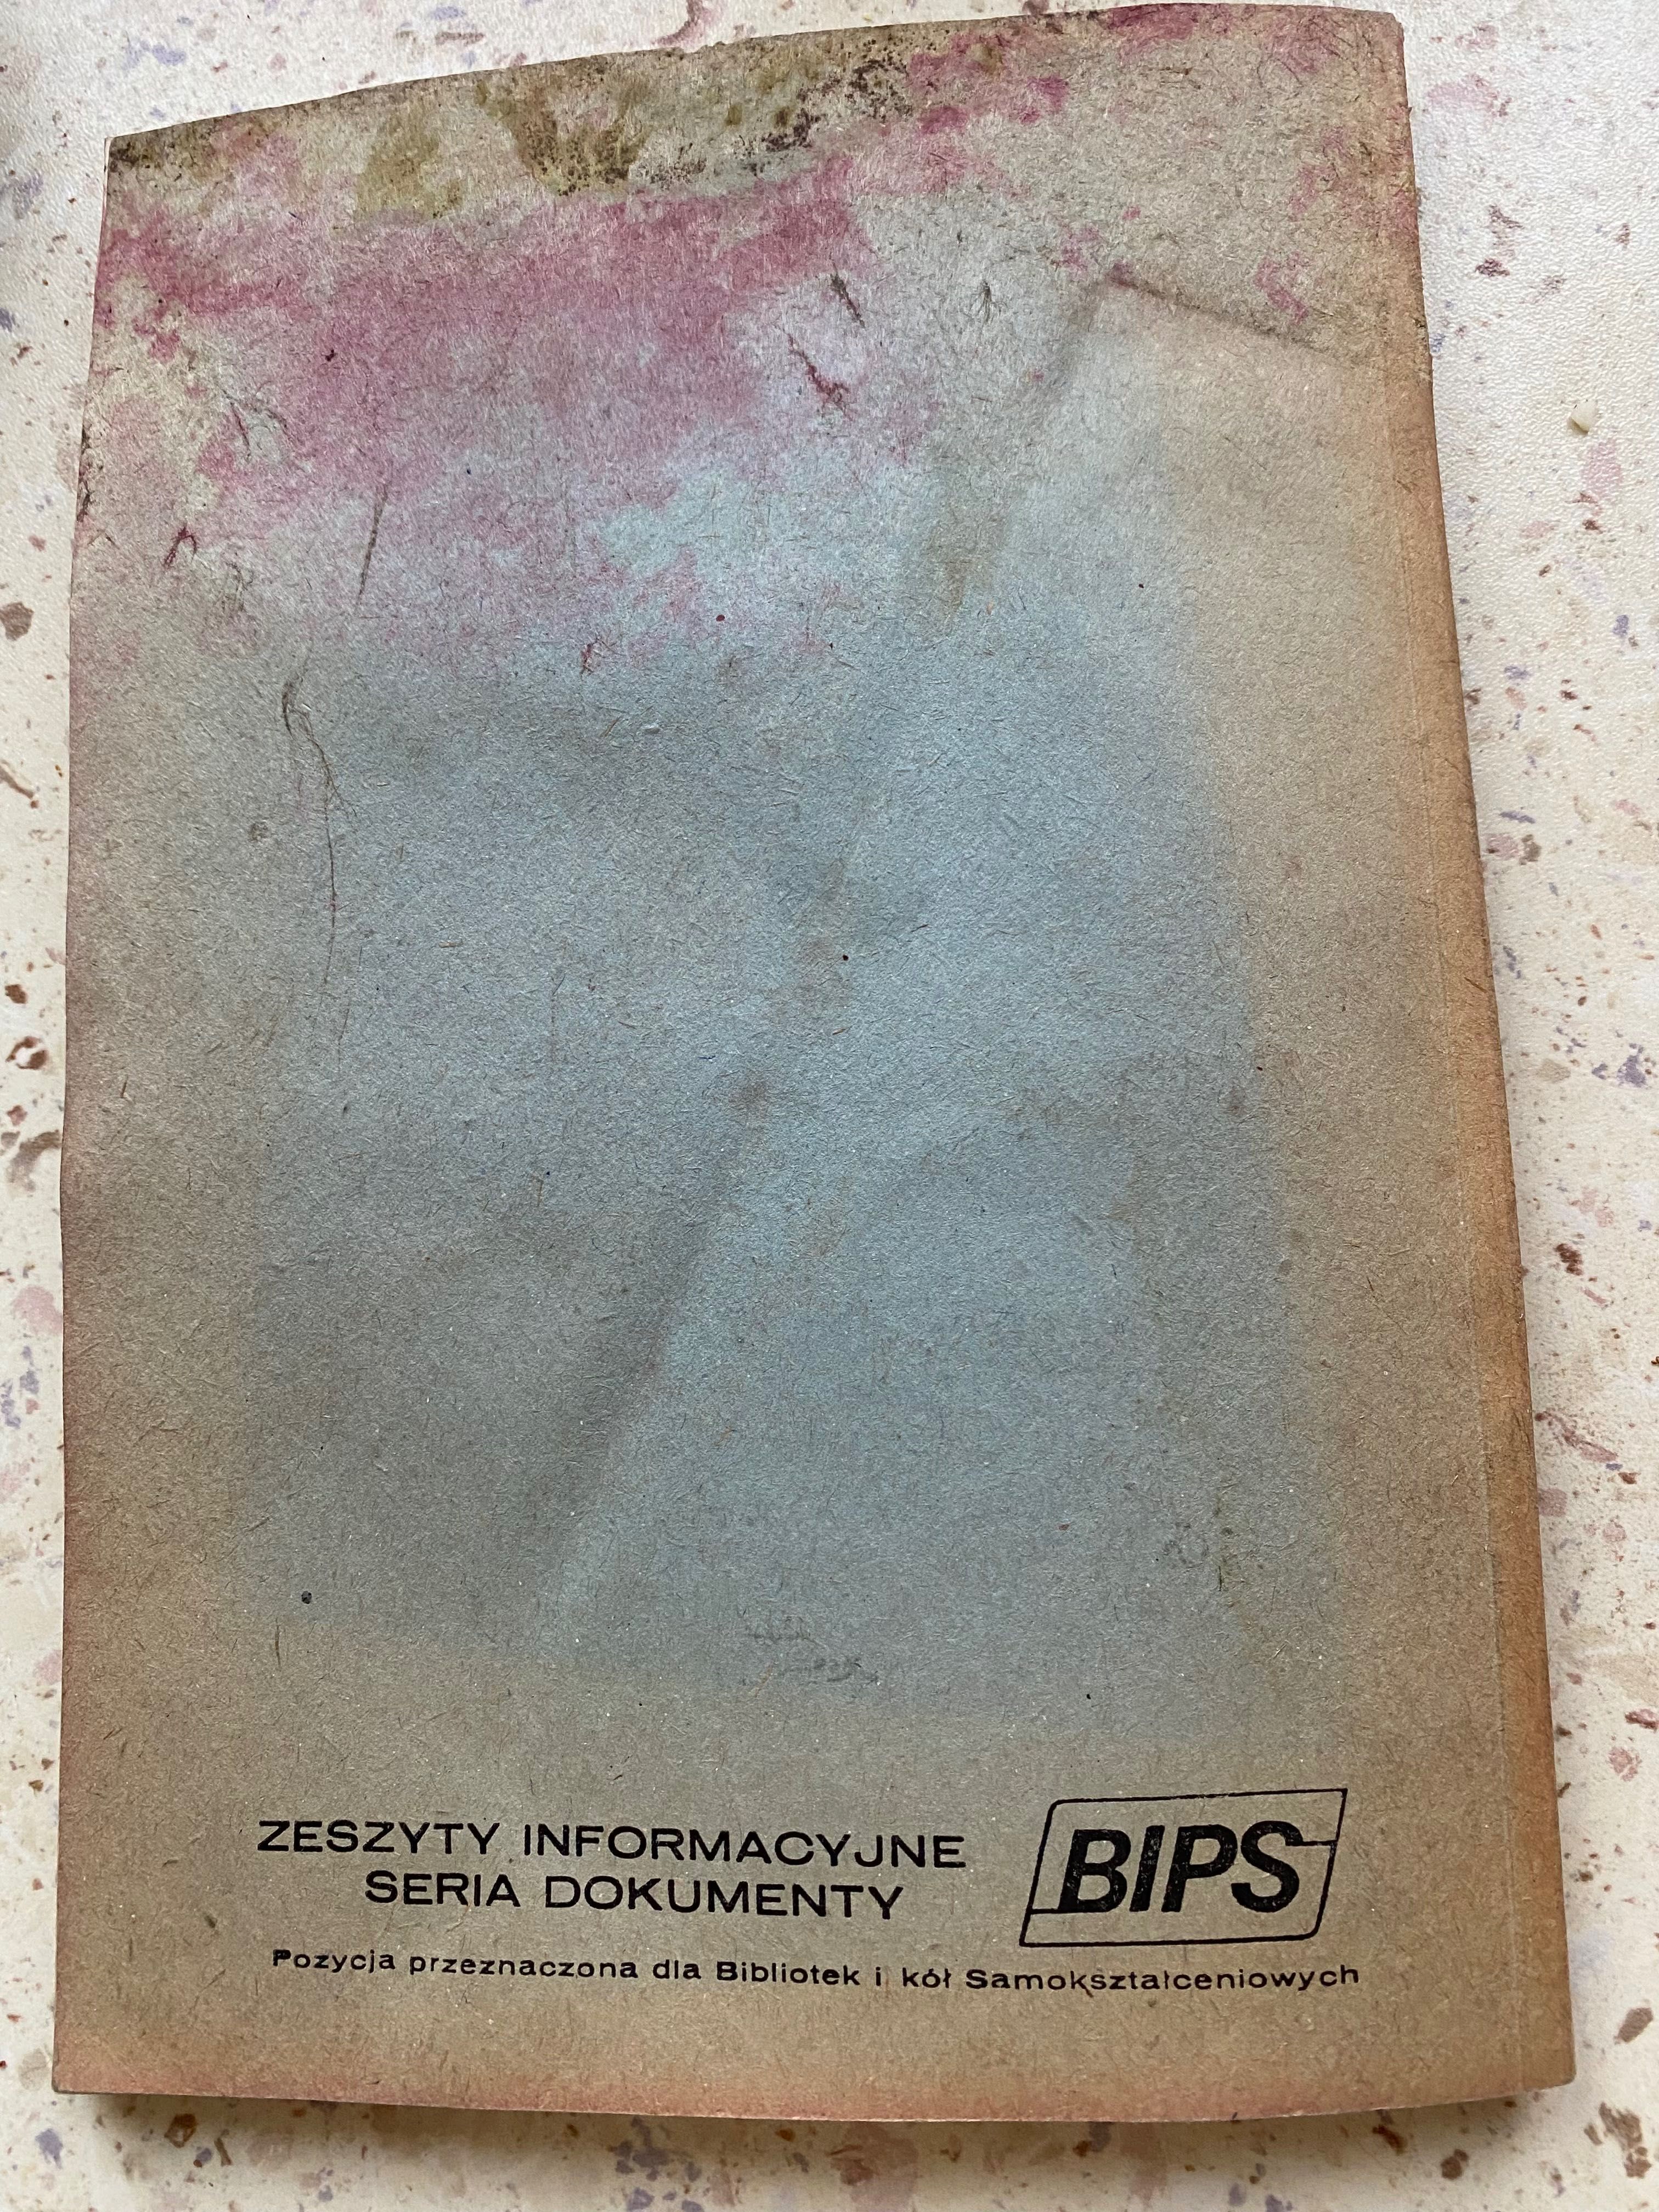 ZESZYTY INFORMACYJNE
SERIA DOKUMENTY
BIPS
Pozycja przeznaczona dla Bibliotek i kół Samokształceniowych